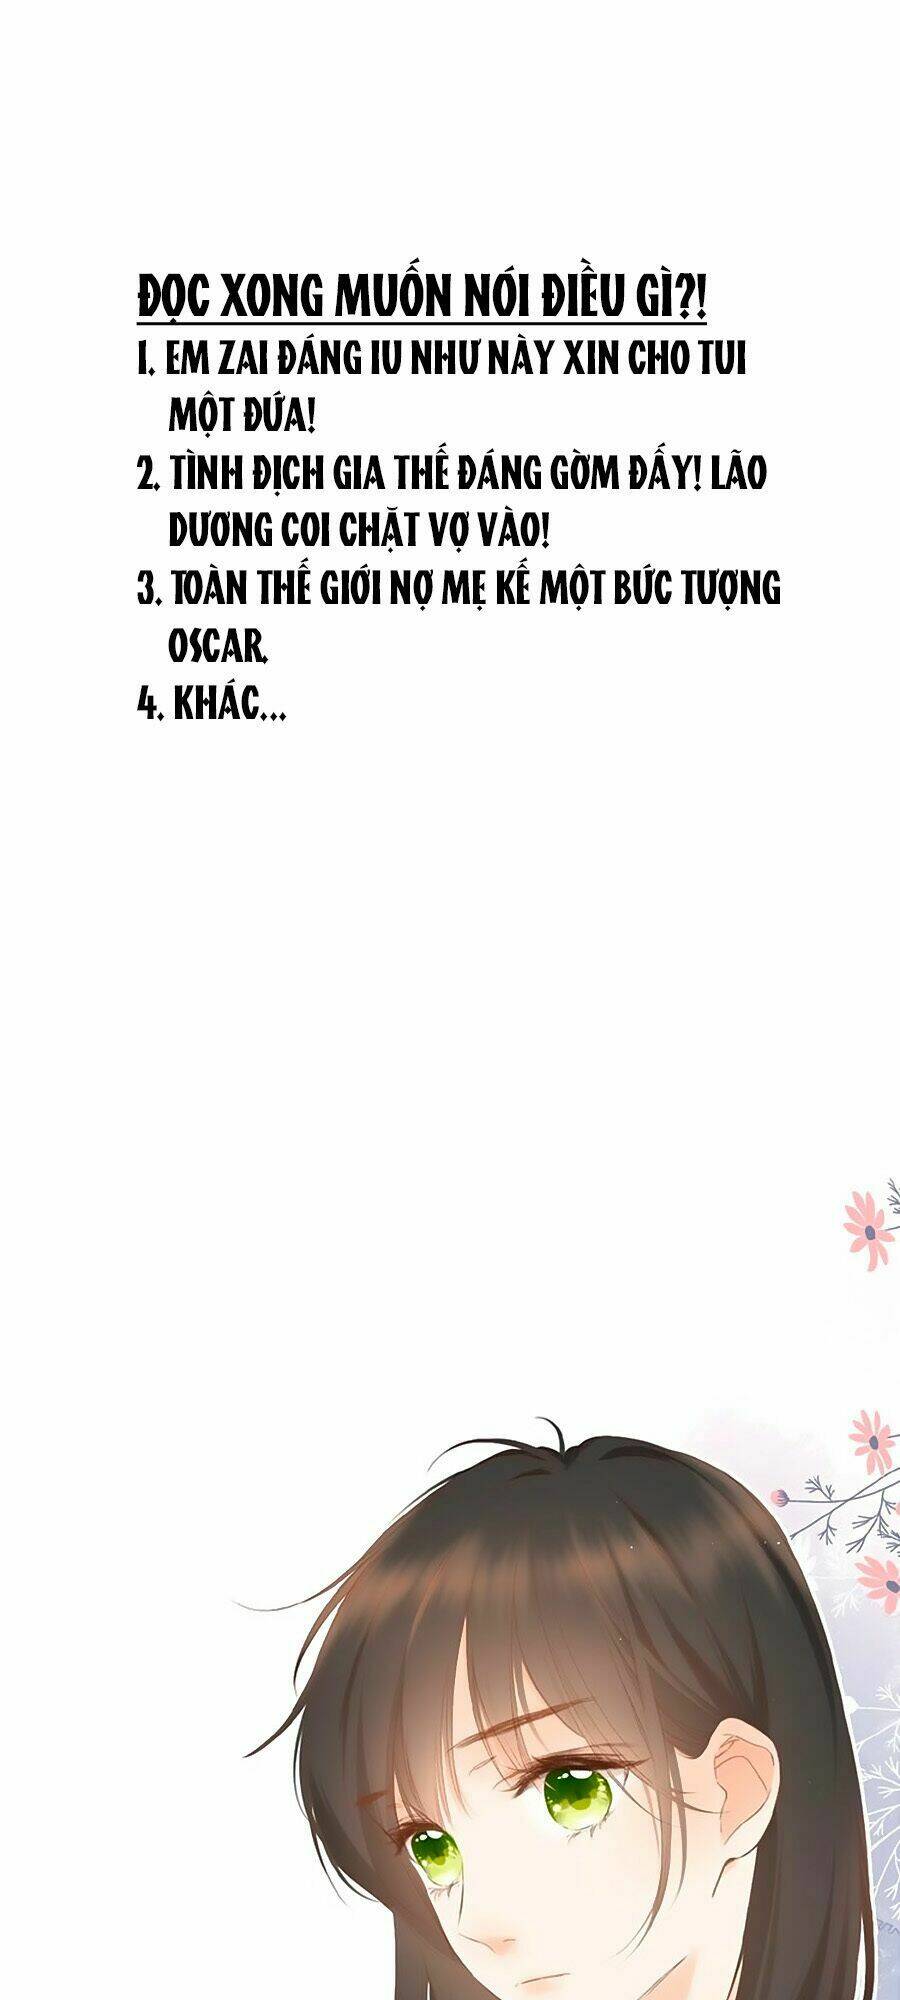 ĐỌC XONG MUỐN NÓI ĐIỀU GÌ?!
1. EM ZAI ĐÁNG IU NHƯ NÀY XIN CHO TUI
MỘT ĐỨA!
2. TÌNH ĐỊCH GIA THẾ ĐÁNG GỜM ĐẤY! LÃO
DƯƠNG COI CHẶT VỢ VÀO!
3. TOÀN THẾ GIỚI NỢ MẸ KẾ MỘT BỨC TƯỢNG
OSCAR.
4. KHÁC...